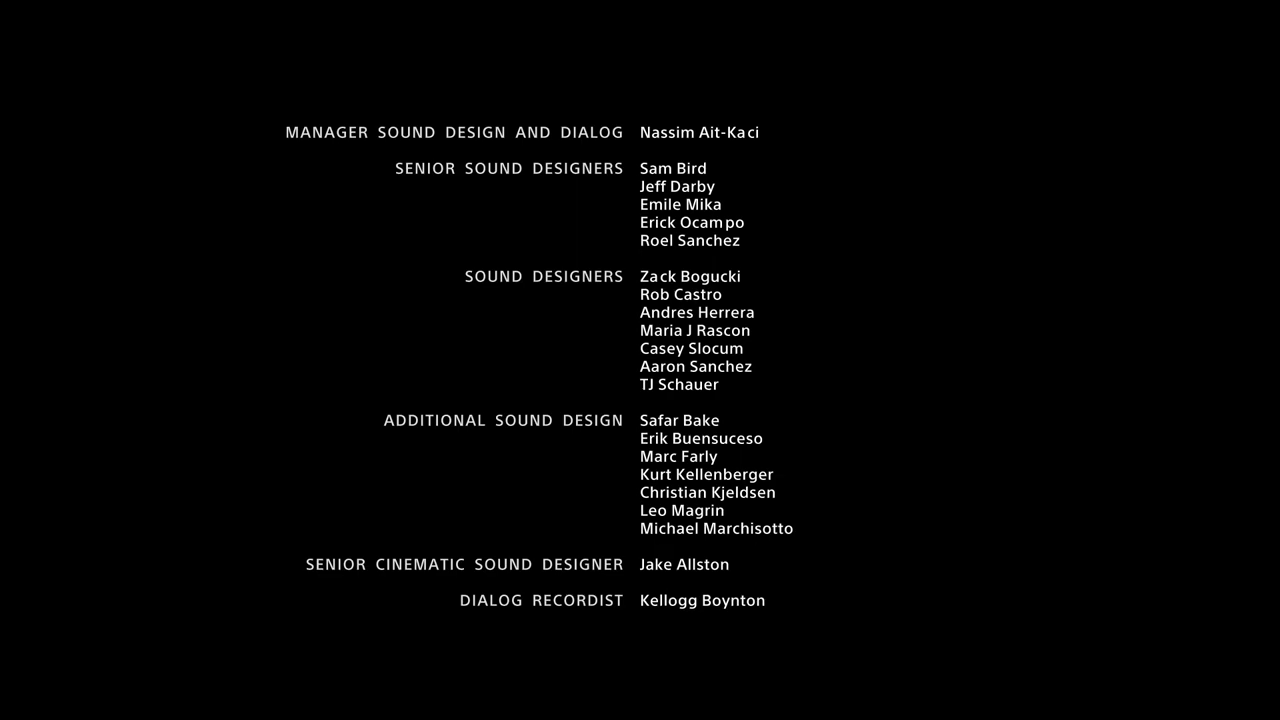 MANAGER SOUND DESIGN AND DIALOG Nassim Ait-Kaci
SENIOR SOUND DESIGNERS Sam Bird
Jeff Darby
Emile Mika
Erick Ocampo
Roel Sanchez
SOUND DESIGNERS Zack Bogucki
Rob Castro
Andres Herrera
Maria J Rascon
Casey Slocum
Aaron Sanchez
TJ Schauer
ADDITIONAL SOUND DESIGN Safar Bake
Erik Buensuceso
Marc Farly
Kurt Kellenberger
Christian Kjeldsen
Leo Magrin
Michael Marchisotto
SENIOR CINEMATIC SOUND DESIGNER Jake Allston
DIALOG RECORDIST Kellogg Boynton